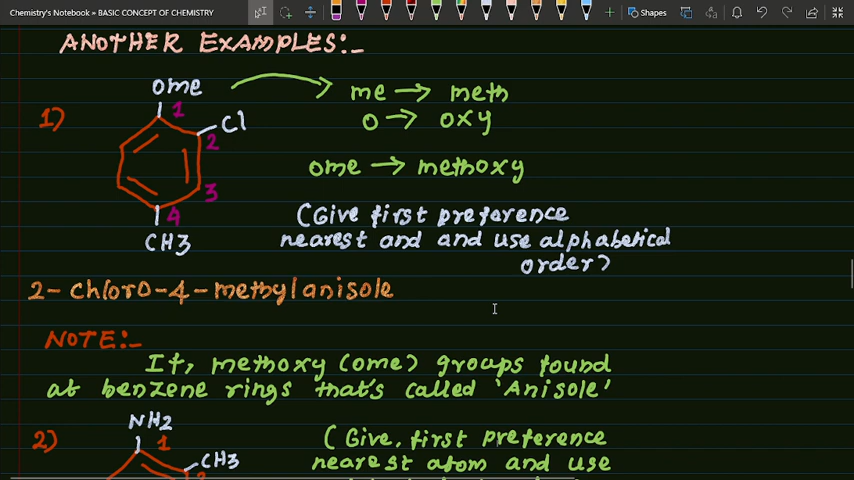 Chemistry's Notebook » BASIC CONCEPT OF CHEMISTRY
Shapes
ANOTHER EXAMPLES:-
1)
ome
1
Cl
2
3
4
CH3
me → meth
o → oxy
ome → methoxy
(Give first preference
nearest and and use alphabetical
order)
2- chloro-4-methylanisole
NOTE:-
If, methoxy (ome) groups found
at benzene rings that's called 'Anisole'
2)
NH2
1
CH3
2
(Give, first preference
nearest atom and use